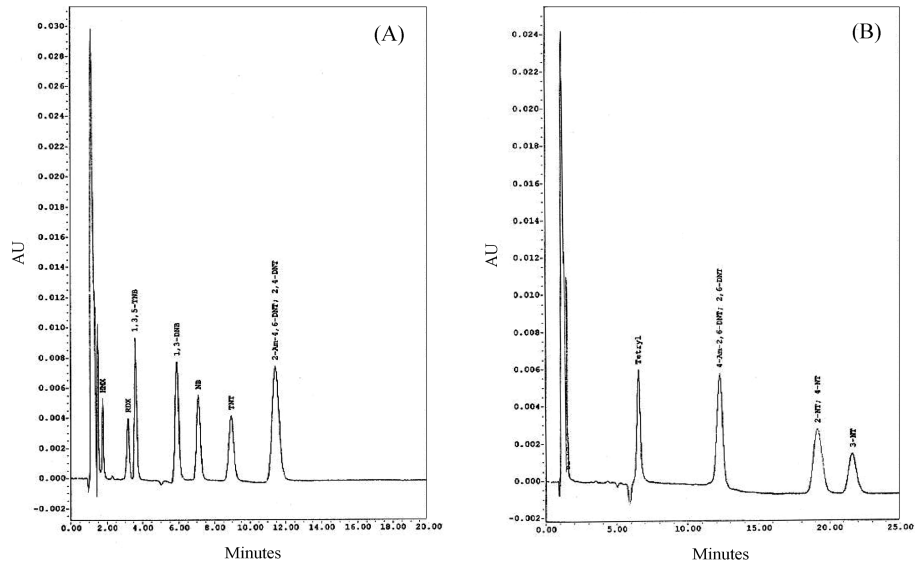 (A)
0.030
0.028
0.026
0.024
0.022
0.020
0.018
0.016
0.014
0.012
0.010
0.008
0.006
0.004
0.002
0.000
-0.002
AU
HMX
RDX
1,3,5-TNB
1,3-DNB
NB
TNT
2-Am-4,6-DNT; 2,4-DNT
0.00 2.00 4.00 6.00 8.00 10.00 12.00 14.00 16.00 18.00 20.00
Minutes
(B)
0.024
0.022
0.020
0.018
0.016
0.014
0.012
0.010
0.008
0.006
0.004
0.002
0.000
-0.002
AU
Tetryl
4-Am-2,6-DNT; 2,6-DNT
2-NT; 4-NT
3-NT
0.00 5.00 10.00 15.00 20.00 25.00
Minutes